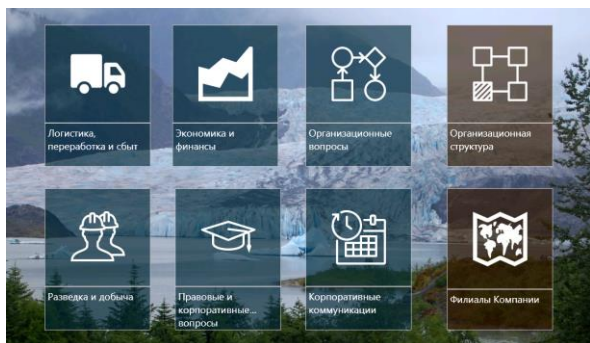 Логистика,
переработка и сбыт
Экономика и
финансы
Организационные
вопросы
Организационная
структура
Разведка и добыча
Правовые и
корпоративные...
вопросы
Корпоративные
коммуникации
Филиалы Компании